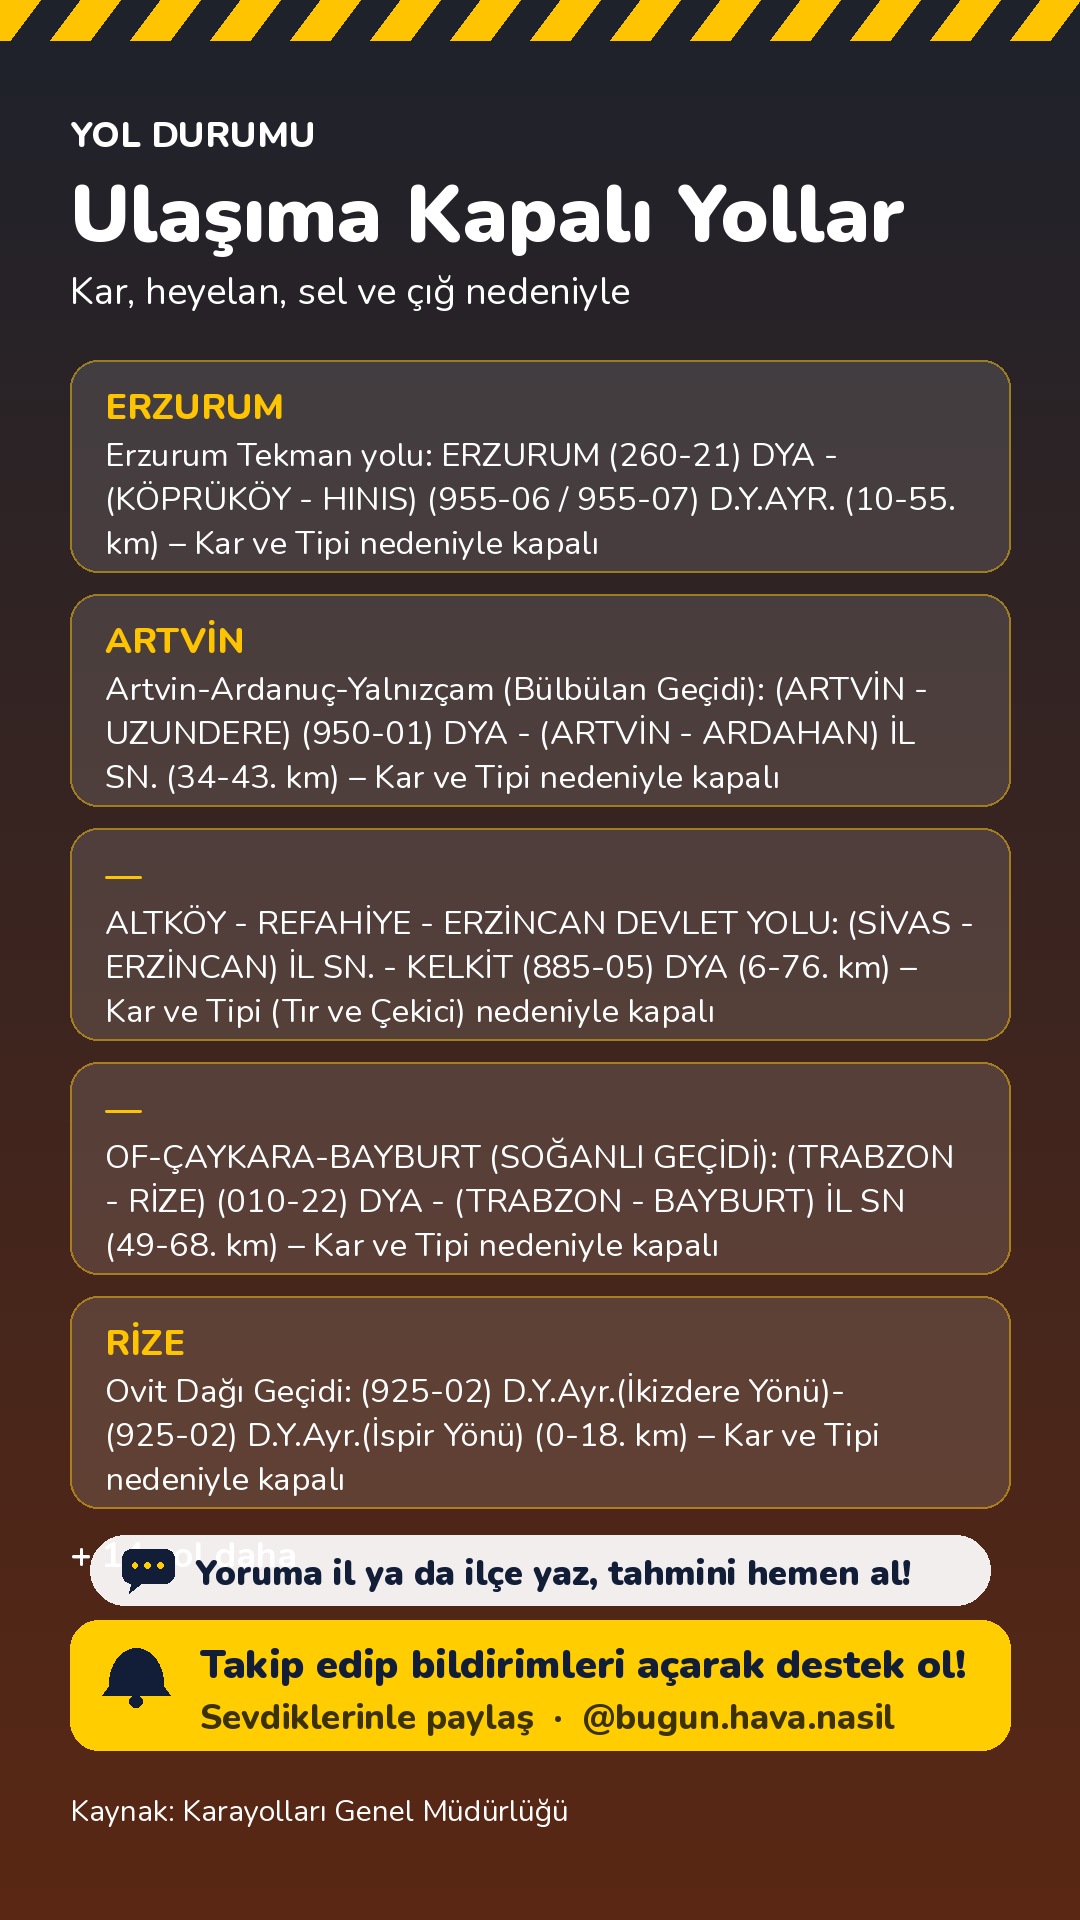 YOL DURUMU
Ulaşıma Kapalı Yollar
Kar, heyelan, sel ve çığ nedeniyle
ERZURUM
Erzurum Tekman yolu: ERZURUM (260-21) DYA -
(KÖPRÜKÖY - HINIS) (955-06 / 955-07) D.Y.AYR. (10-55.
km) – Kar ve Tipi nedeniyle kapalı
ARTVİN
Artvin-Ardanuç-Yalnızçam (Bülbülan Geçidi): (ARTVİN -
UZUNDERE) (950-01) DYA - (ARTVİN - ARDAHAN) İL
SN. (34-43. km) – Kar ve Tipi nedeniyle kapalı
—
ALTKÖY - REFAHİYE - ERZİNCAN DEVLET YOLU: (SİVAS -
ERZİNCAN) İL SN. - KELKİT (885-05) DYA (6-76. km) –
Kar ve Tipi (Tır ve Çekici) nedeniyle kapalı
—
OF-ÇAYKARA-BAYBURT (SOĞANLI GEÇİDİ): (TRABZON
- RİZE) (010-22) DYA - (TRABZON - BAYBURT) İL SN
(49-68. km) – Kar ve Tipi nedeniyle kapalı
RİZE
Ovit Dağı Geçidi: (925-02) D.Y.Ayr.(İkizdere Yönü)-
(925-02) D.Y.Ayr.(İspir Yönü) (0-18. km) – Kar ve Tipi
nedeniyle kapalı
+ yol daha
Yoruma il ya da ilçe yaz, tahmini hemen al!
Takip edip bildirimleri açarak destek ol!
Sevdiklerinle paylaş · @bugun.hava.nasil
Kaynak: Karayolları Genel Müdürlüğü